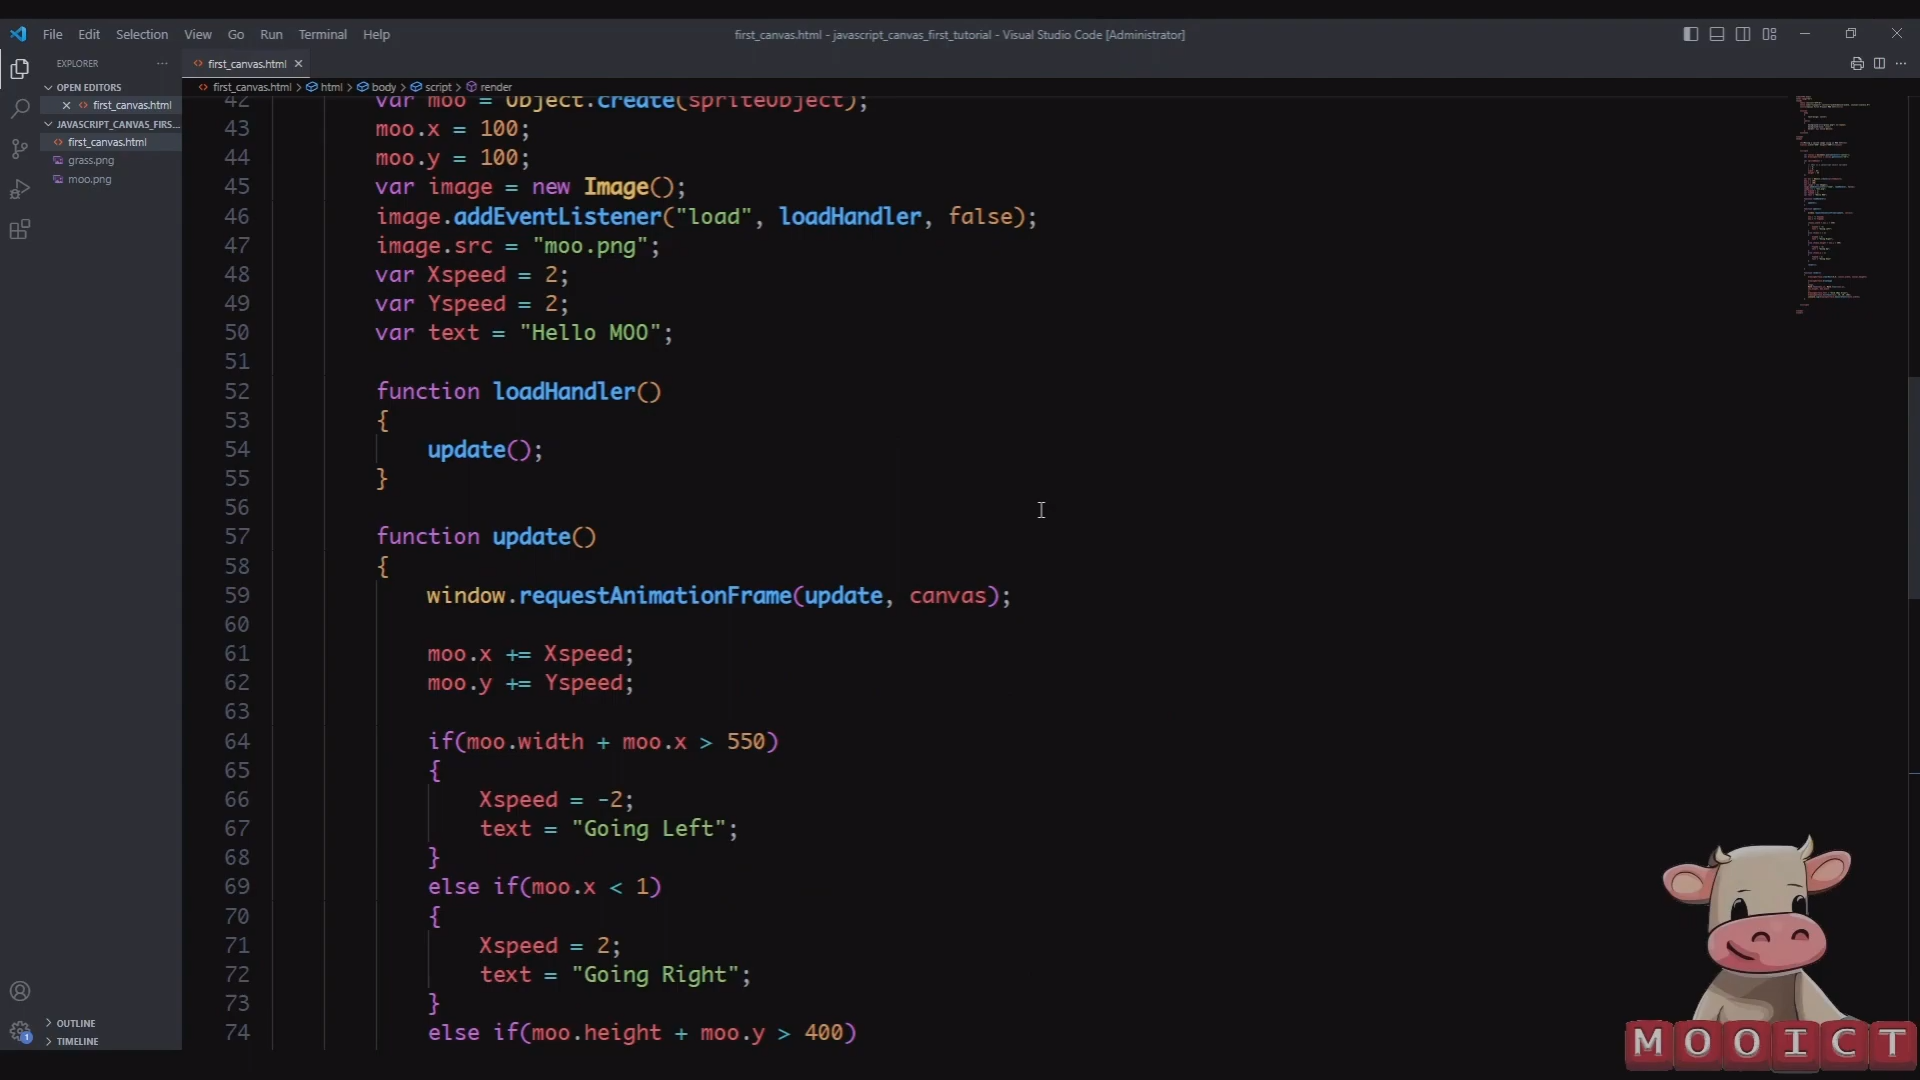 File Edit Selection View Go Run Terminal Help
first_canvas.html - javascript_canvas_first_tutorial - Visual Studio Code [Administrator]
EXPLORER
OPEN EDITORS
first_canvas.html
JAVASCRIPT_CANVAS_FIRS...
first_canvas.html
grass.png
moo.png
OUTLINE
TIMELINE
1
first_canvas.html
first_canvas.html > html > body > script > render
42 var moo = Object.create(spriteObject);
43 moo.x = 100;
44 moo.y = 100;
45 var image = new Image();
46 image.addEventListener("load", loadHandler, false);
47 image.src = "moo.png";
48 var Xspeed = 2;
49 var Yspeed = 2;
50 var text = "Hello MOO";
51
52 function loadHandler()
53 {
54 update();
55 }
56
57 function update()
58 {
59 window.requestAnimationFrame(update, canvas);
60
61 moo.x += Xspeed;
62 moo.y += Yspeed;
63
64 if(moo.width + moo.x > 550)
65 {
66 Xspeed = -2;
67 text = "Going Left";
68 }
69 else if(moo.x < 1)
70 {
71 Xspeed = 2;
72 text = "Going Right";
73 }
74 else if(moo.height + moo.y > 400)
MOOICT